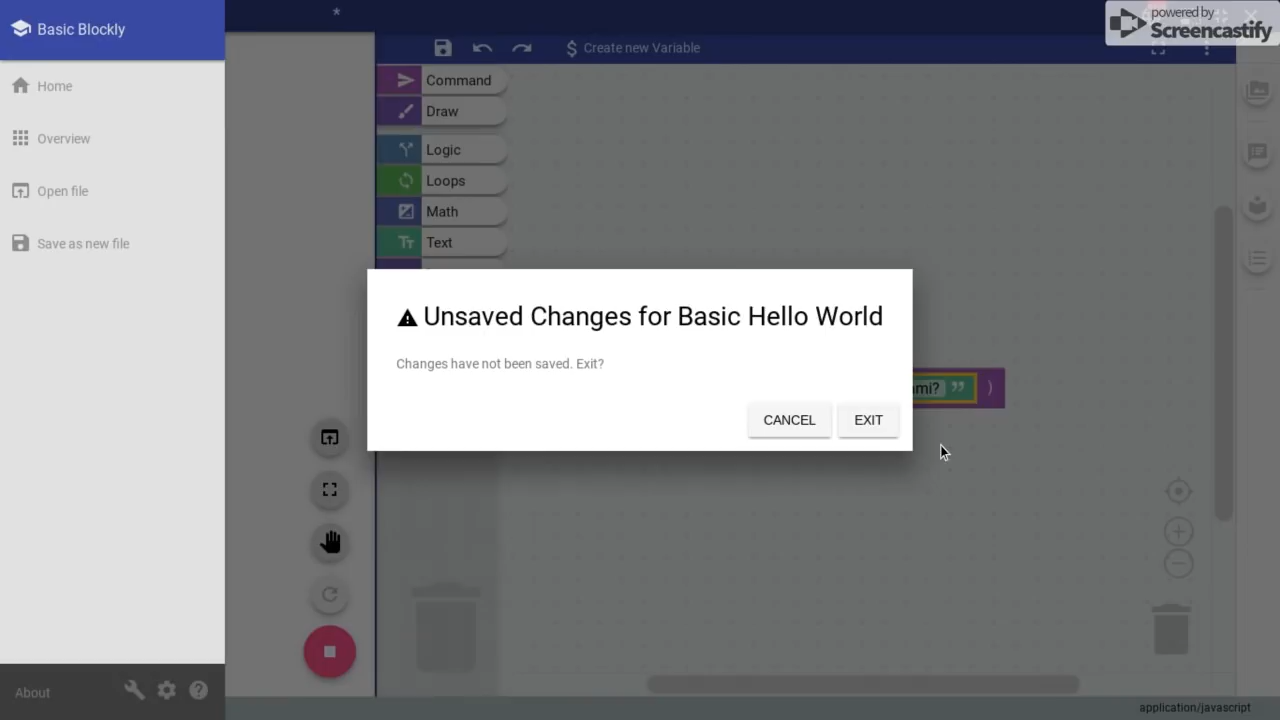 Basic Blockly
*
powered by
Screencastify
Create new Variable
Home
Overview
Open file
Save as new file
Command
Draw
Logic
Loops
Math
Text
Unsaved Changes for Basic Hello World
Changes have not been saved. Exit?
CANCEL
EXIT
)
About
application/javascript